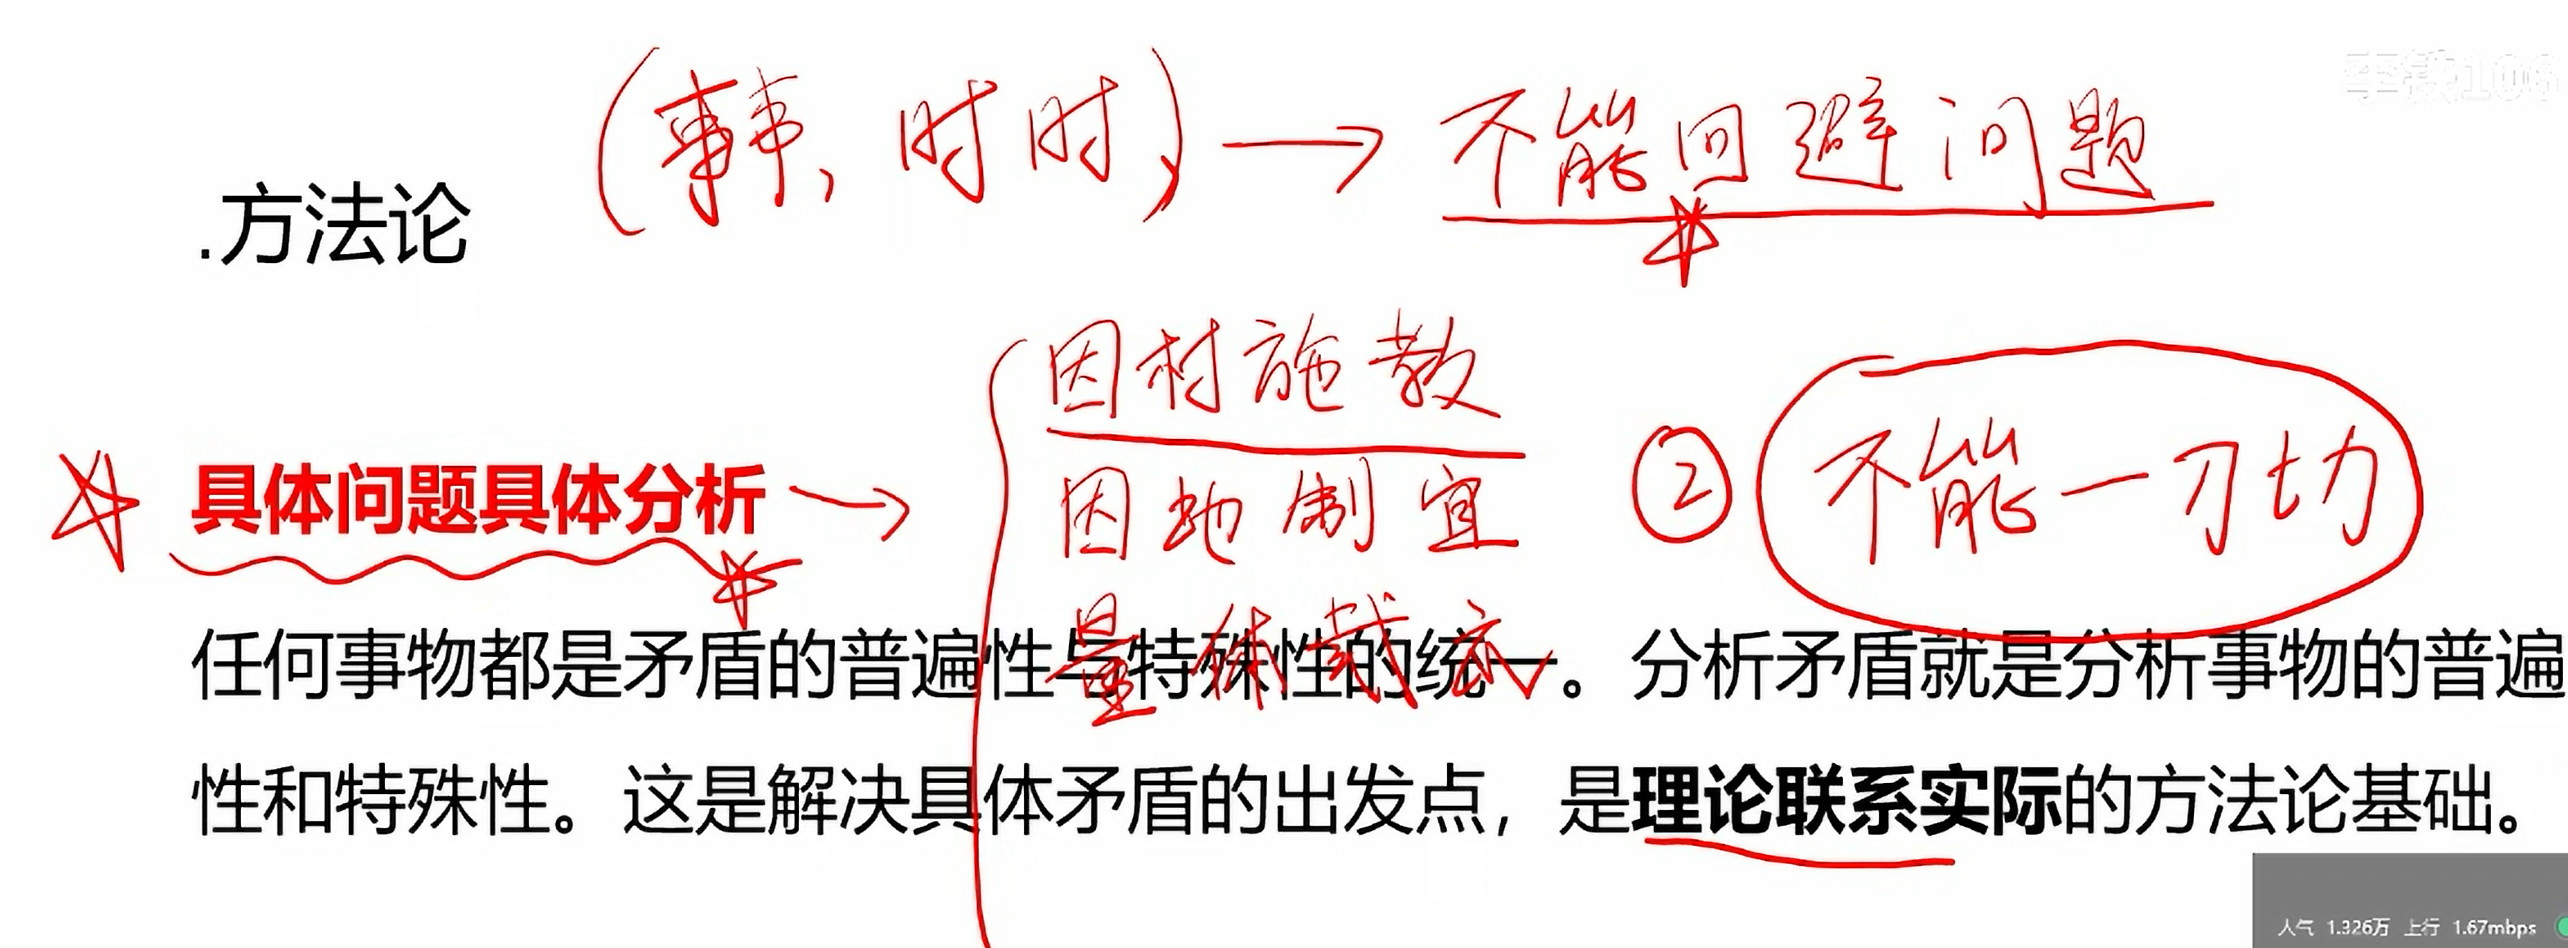 (事事，时时) → 不能回避问题
.方法论
因材施教
具体问题具体分析 → 因地制宜 ② 不能一刀切
量体裁衣
任何事物都是矛盾的普遍性与特殊性的统一。分析矛盾就是分析事物的普遍
性和特殊性。这是解决具体矛盾的出发点，是理论联系实际的方法论基础。
人气 1.326万 上行 1.67mbps